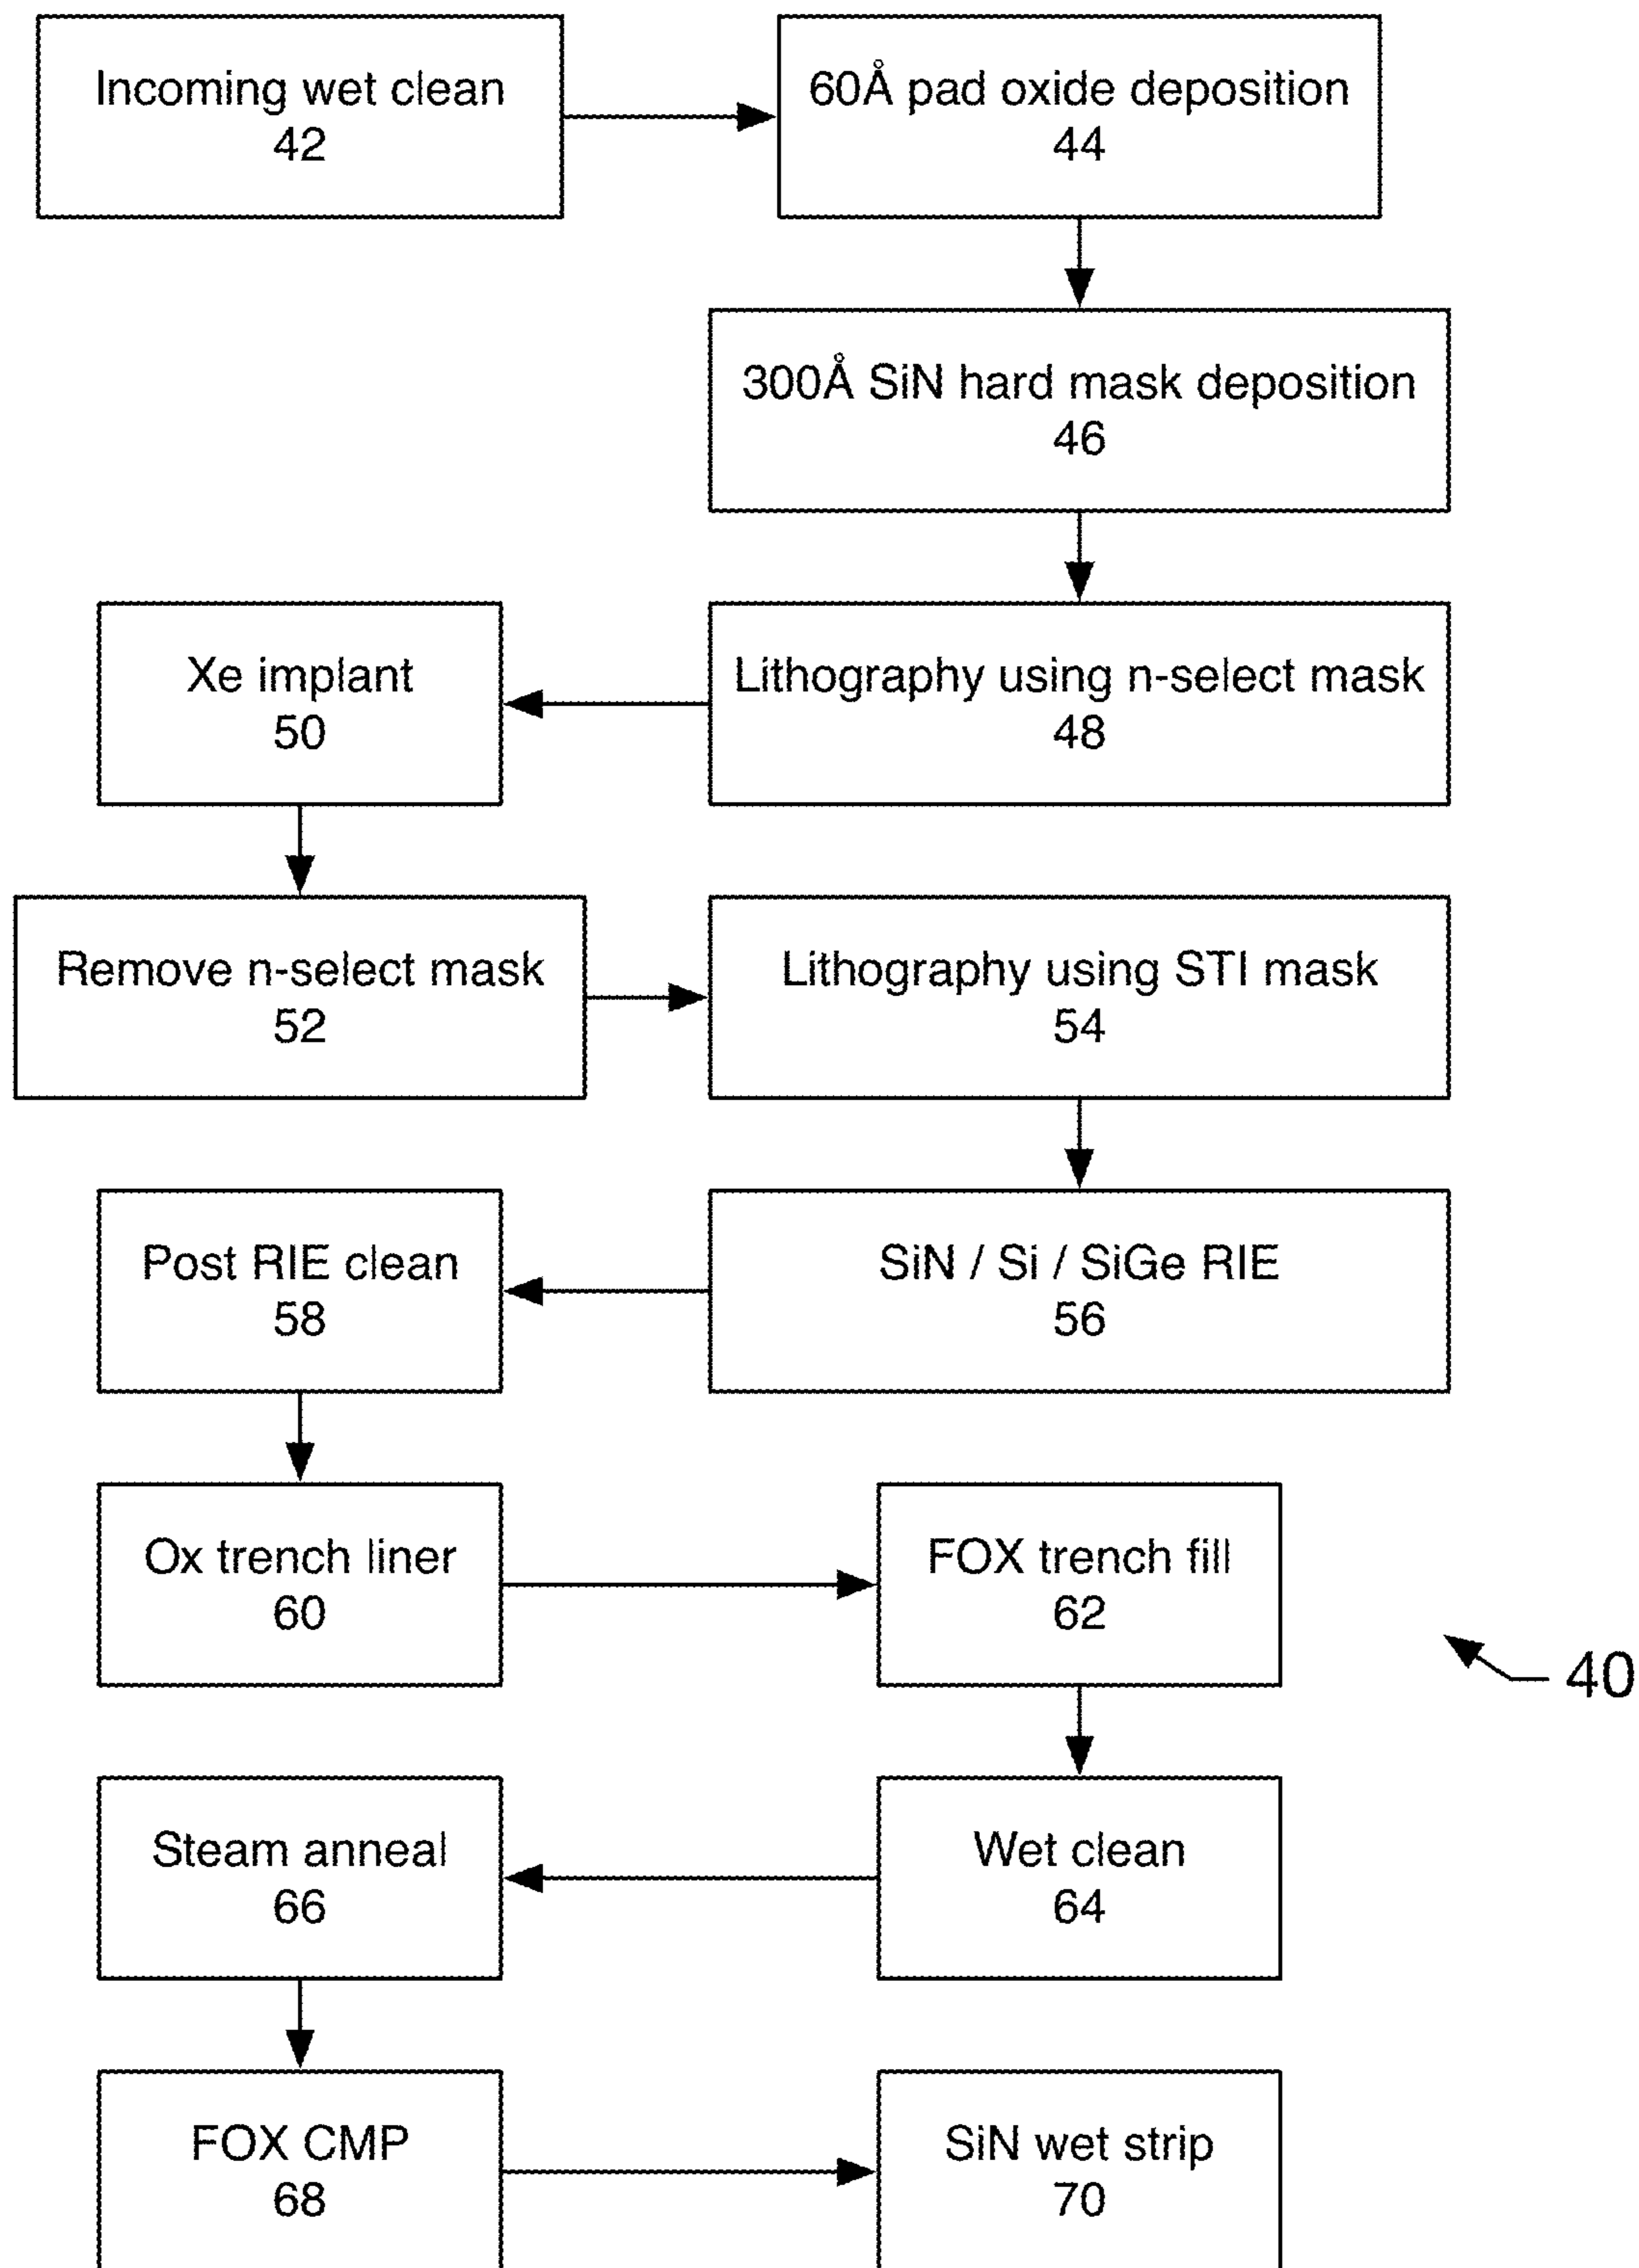 Incoming wet clean
42
60Å pad oxide deposition
44
300Å SiN hard mask deposition
46
Xe implant
50
Lithography using n-select mask
48
Remove n-select mask
52
Lithography using STI mask
54
Post RIE clean
58
SiN / Si / SiGe RIE
56
Ox trench liner
60
FOX trench fill
62
40
Steam anneal
66
Wet clean
64
FOX CMP
68
SiN wet strip
70